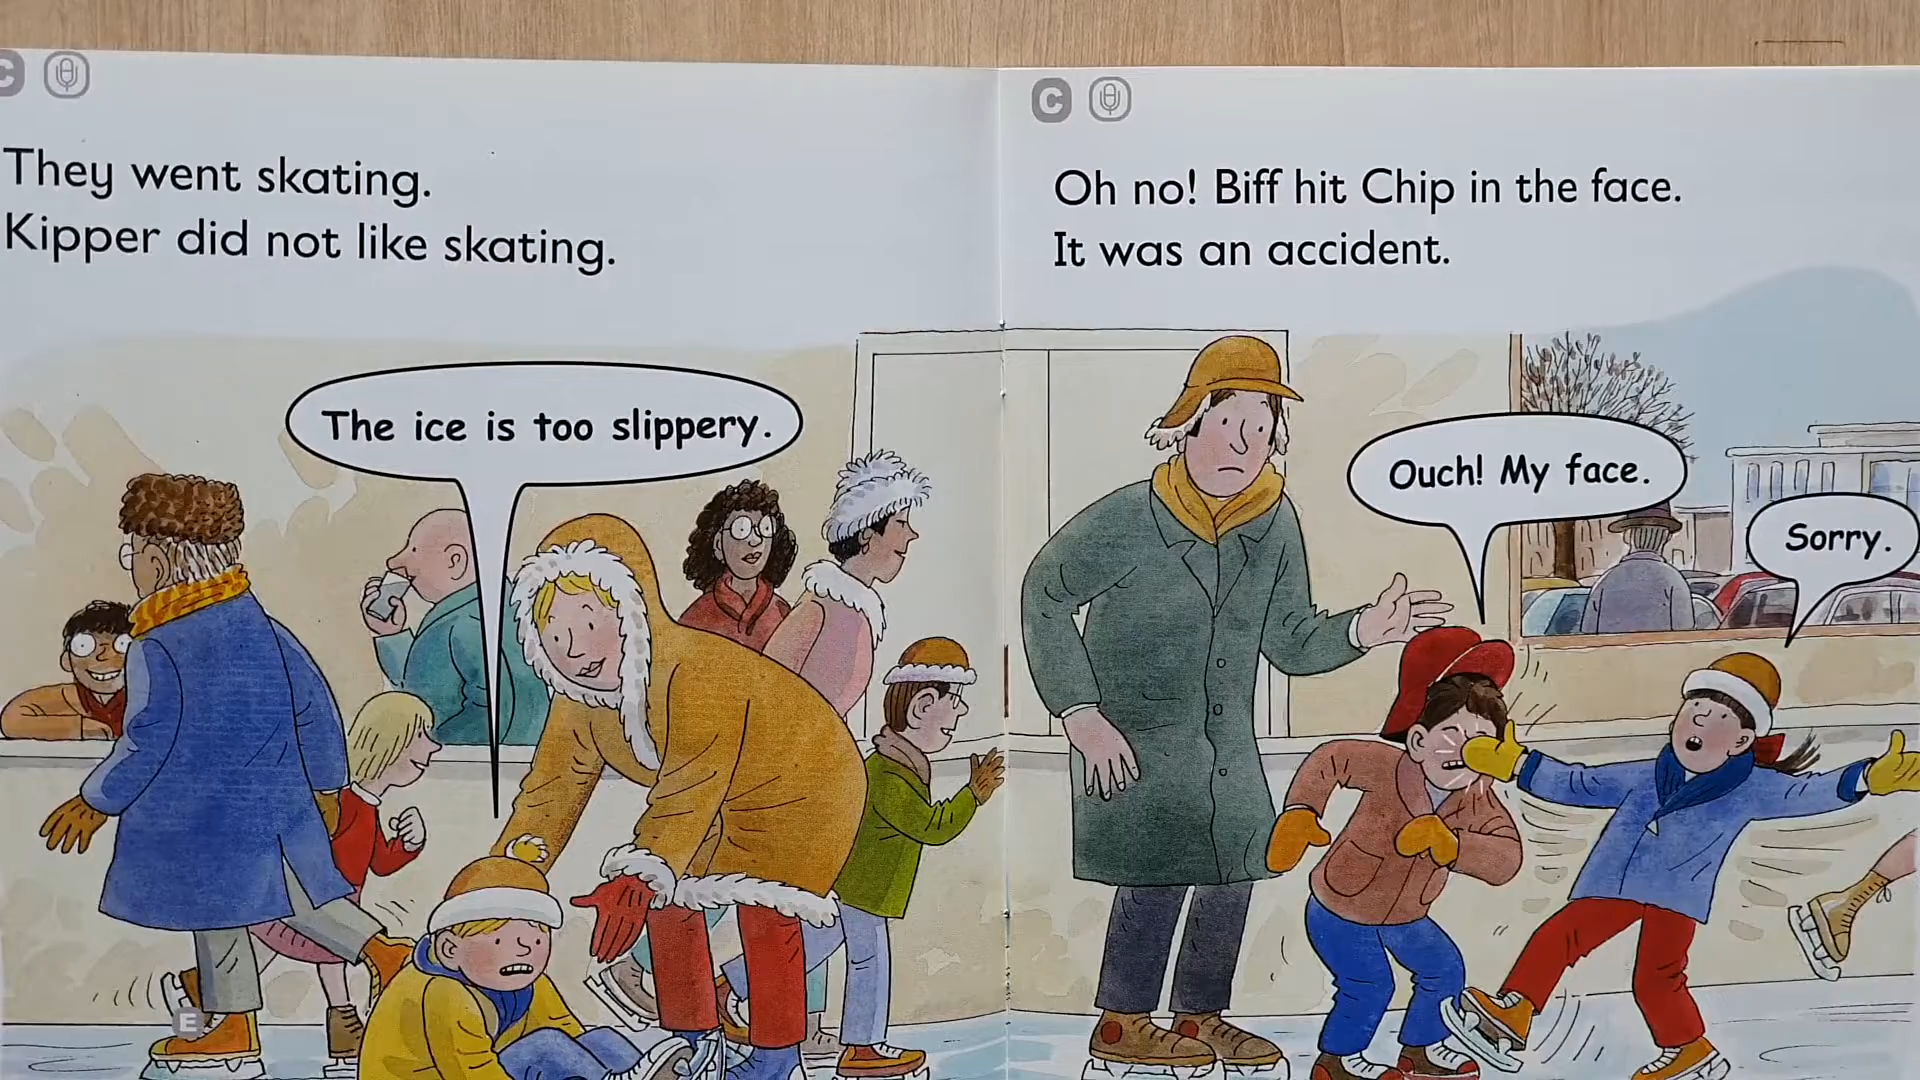 C
They went skating.
Kipper did not like skating.
The ice is too slippery.
E
C
Oh no! Biff hit Chip in the face.
It was an accident.
Ouch! My face.
Sorry.